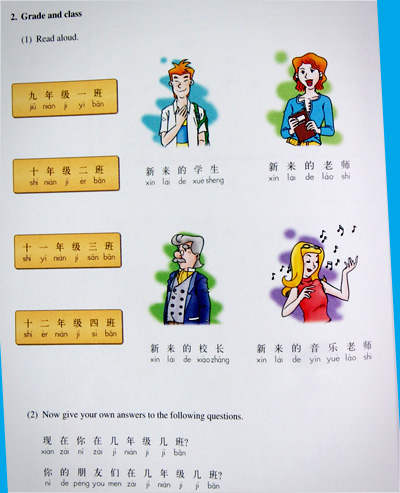 2. Grade and class
(1) Read aloud.
九年级一班
jiǔ nián jí yī bān
十年级二班
shí nián jí èr bān
新来的学生
xīn lái de xuésheng
新来的老师
xīn lái de lǎo shī
十一年级三班
shí yī nián jí sān bān
十二年级四班
shí èr nián jí sì bān
新来的校长
xīn lái de xiàozhǎng
新来的音乐老师
xīn lái de yīn yuè lǎo shī
(2) Now give your own answers to the following questions.
现在你在几年级几班?
xiàn zài nǐ zài jǐ nián jí jǐ bān
你的朋友们在几年级几班?
nǐ de péng you men zài jǐ nián jí jǐ bān